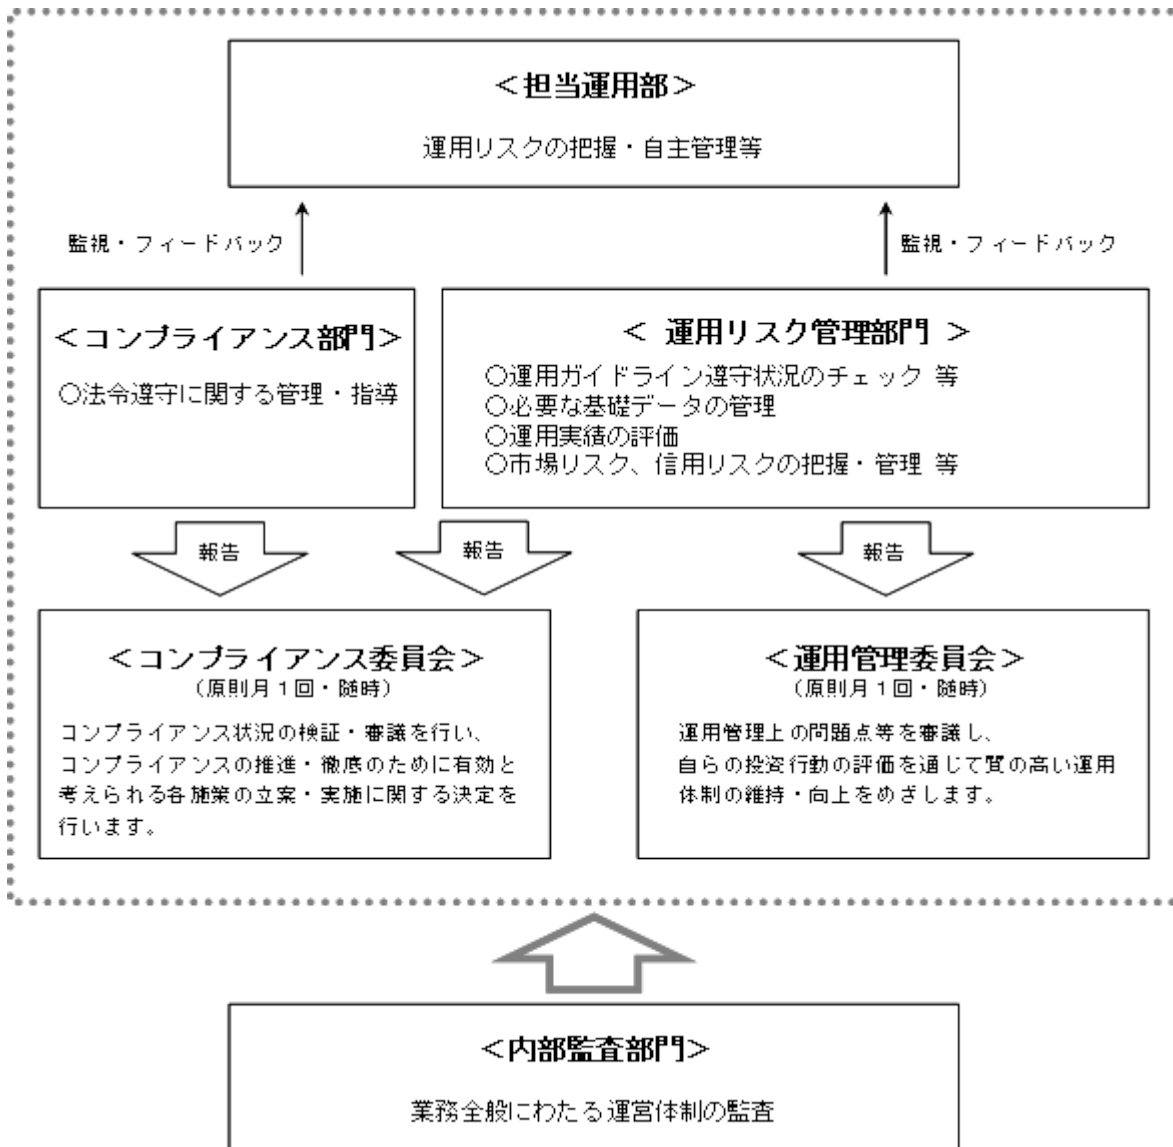 ＜担当運用部＞
運用リスクの把握・自主管理等
監視・フィードバック
監視・フィードバック
＜コンプライアンス部門＞
○法令遵守に関する管理・指導
＜ 運用リスク管理部門 ＞
○運用ガイドライン遵守状況のチェック 等
○必要な基礎データの管理
○運用実績の評価
○市場リスク、信用リスクの把握・管理 等
報告
報告
報告
＜コンプライアンス委員会＞
（原則月１回・随時）
コンプライアンス状況の検証・審議を行い、
コンプライアンスの推進・徹底のために有効と
考えられる各施策の立案・実施に関する決定を
行います。
＜運用管理委員会＞
（原則月１回・随時）
運用管理上の問題点等を審議し、
自らの投資行動の評価を通じて質の高い運用
体制の維持・向上をめざします。
＜内部監査部門＞
業務全般にわたる運営体制の監査